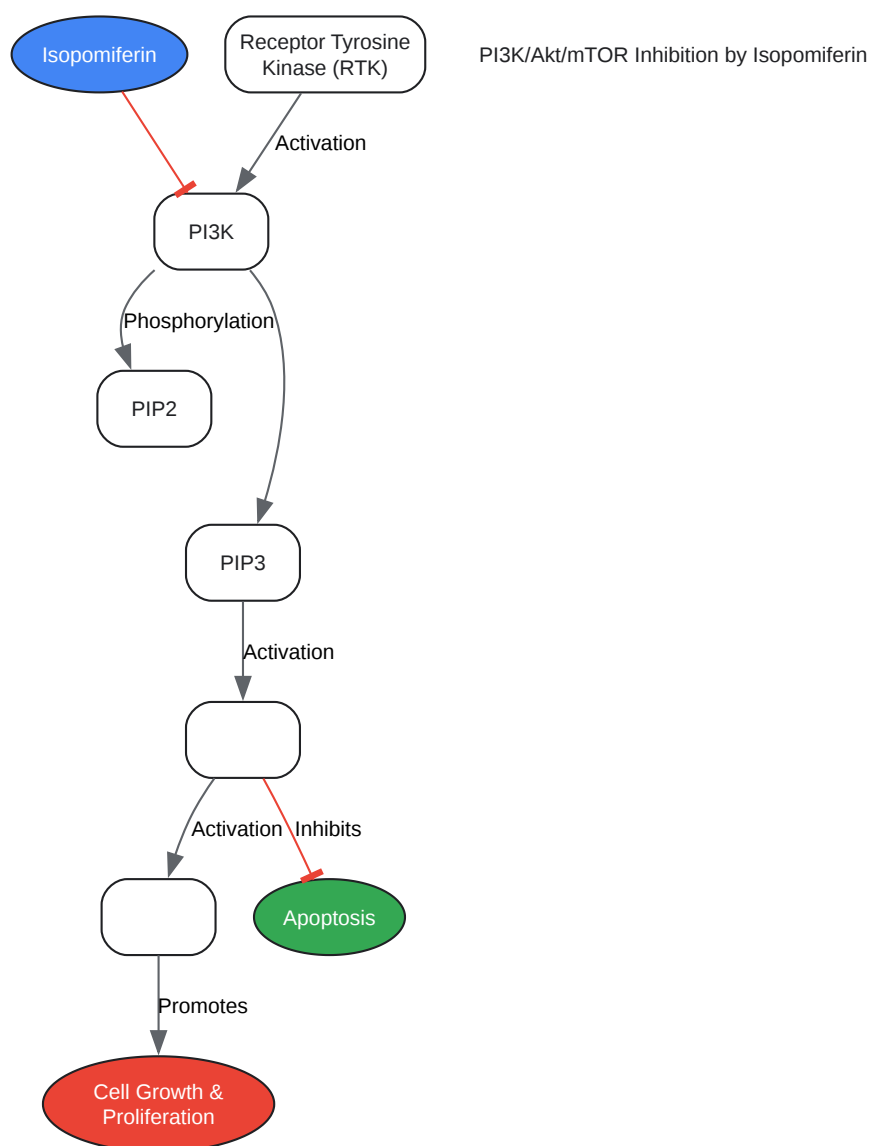 Isopomiferin
Receptor Tyrosine
Kinase (RTK)
PI3K/Akt/mTOR Inhibition by Isopomiferin
Activation
PI3K
Phosphorylation
PIP2
PIP3
Activation
Activation
Inhibits
Apoptosis
Promotes
Cell Growth &
Proliferation